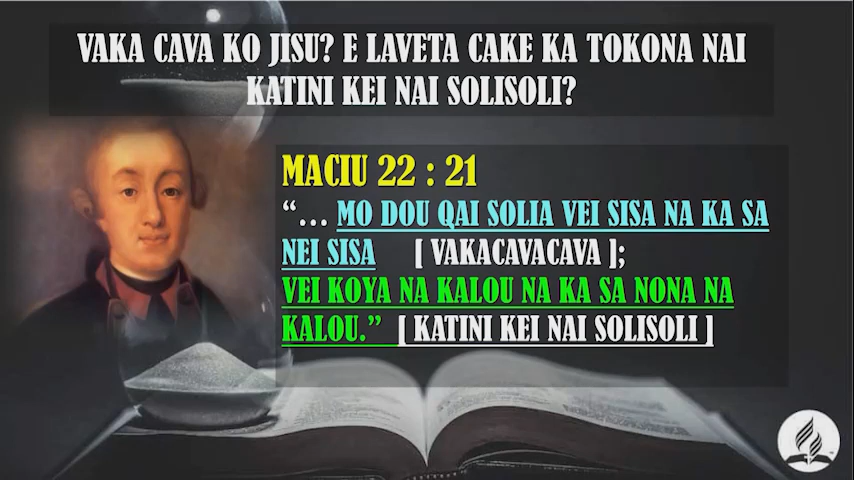 VAKA CAVA KO JISU? E LAVETA CAKE KA TOKONA NAI
KATINI KEI NAI SOLISOLI?
MACIU 22 : 21
“... MO DOU QAI SOLIA VEI SISA NA KA SA
NEI SISA [ VAKACAVACAVA ];
VEI KOYA NA KALOU NA KA SA NONA NA
KALOU.” [ KATINI KEI NAI SOLISOLI ]